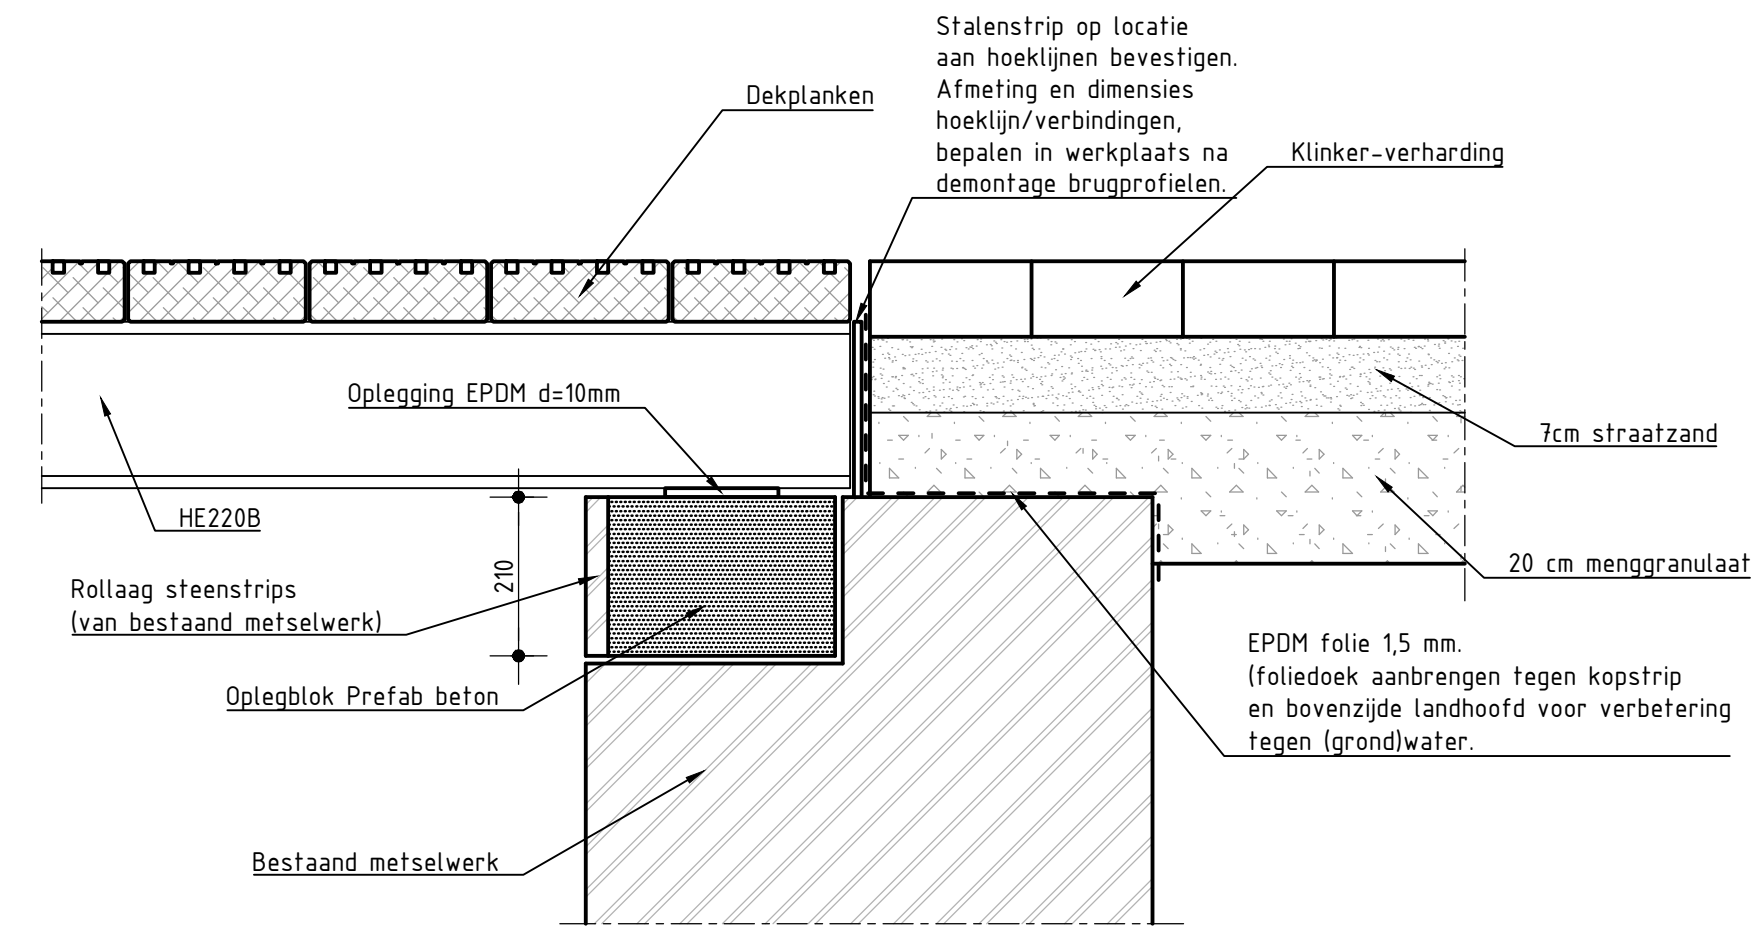 Stalenstrip op locatie
aan hoeklijnen bevestigen.
Afmeting en dimensies
hoeklijn/verbindingen,
bepalen in werkplaats na
demontage brugprofielen.
Dekplanken
Klinker-verharding
Oplegging EPDM d=10mm
7cm straatzand
HE220B
20 cm menggranulaat
210
Rollaag steenstrips
(van bestaand metselwerk)
EPDM folie 1,5 mm.
(foliedoek aanbrengen tegen kopstrip
en bovenzijde landhoofd voor verbetering
tegen (grond)water.
Oplegblok Prefab beton
Bestaand metselwerk